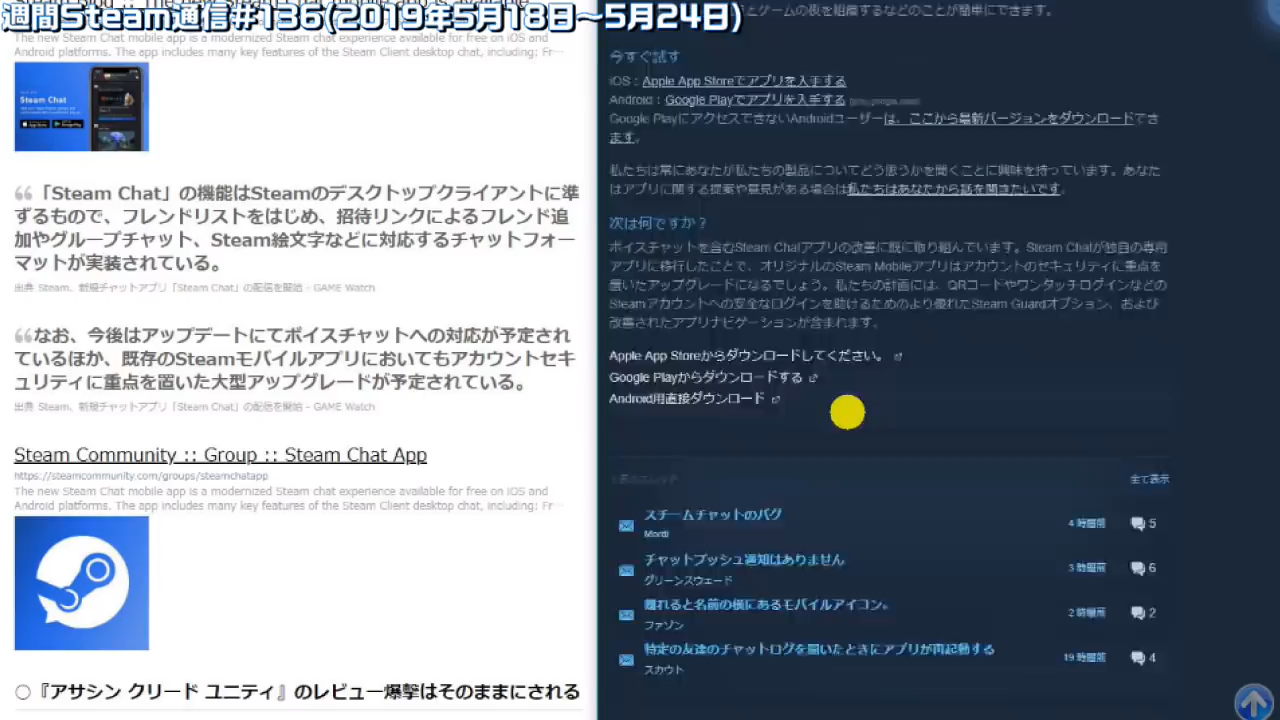 週間Steam通信#136(2019年5月18日～5月24日)
The new Steam Chat mobile app is a modernized Steam chat experience available for free on iOS and
Android platforms. The app includes many key features of the Steam Client desktop chat, including: Fr…
Steam Chat
「Steam Chat」の機能はSteamのデスクトップクライアントに準
ずるもので、フレンドリストをはじめ、招待リンクによるフレンド追
加やグループチャット、Steam絵文字などに対応するチャットフォー
マットが実装されている。
出典 Steam、新規チャットアプリ「Steam Chat」の配信を開始 - GAME Watch
なお、今後はアップデートにてボイスチャットへの対応が予定され
ているほか、既存のSteamモバイルアプリにおいてもアカウントセキ
ュリティに重点を置いた大型アップグレードが予定されている。
出典 Steam、新規チャットアプリ「Steam Chat」の配信を開始 - GAME Watch
Steam Community :: Group :: Steam Chat App
https://steamcommunity.com/groups/steamchatapp
The new Steam Chat mobile app is a modernized Steam chat experience available for free on iOS and
Android platforms. The app includes many key features of the Steam Client desktop chat, including: Fr…
○『アサシン クリード ユニティ』のレビュー爆撃はそのままにされる
ゲームの夜を組織するなどのことが簡単にできます。
今すぐ試す
iOS：Apple App Storeでアプリを入手する
Android：Google Playでアプリを入手する
Google PlayにアクセスできないAndroidユーザーは、ここから最新バージョンをダウンロードでき
ます。
私たちは常にあなたが私たちの製品についてどう思うかを聞くことに興味を持っています。あなた
はアプリに関する提案や意見がある場合は私たちはあなたから話を聞きたいです。
次は何ですか？
ボイスチャットを含むSteam Chatアプリの改善に既に取り組んでいます。Steam Chatが独自の専用
アプリに移行したことで、オリジナルのSteam Mobileアプリはアカウントのセキュリティに重点を
置いたアップグレードになるでしょう。私たちの計画には、QRコードやワンタッチログインなどの
Steamアカウントへの安全なログインを助けるためのより優れたSteam Guardオプション、および
改善されたアプリナビゲーションが含まれます。
Apple App Storeからダウンロードしてください。
Google Playからダウンロードする
Android用直接ダウンロード
全て表示
スチームチャットのバグ
Mordi
4 時間前 5
チャットプッシュ通知はありません
グリーンスウェード
3 時間前 6
離れると名前の横にあるモバイルアイコン。
ファゾン
2 時間前 2
特定の友達のチャットログを開いたときにアプリが再起動する
スカウト
19 時間前 4